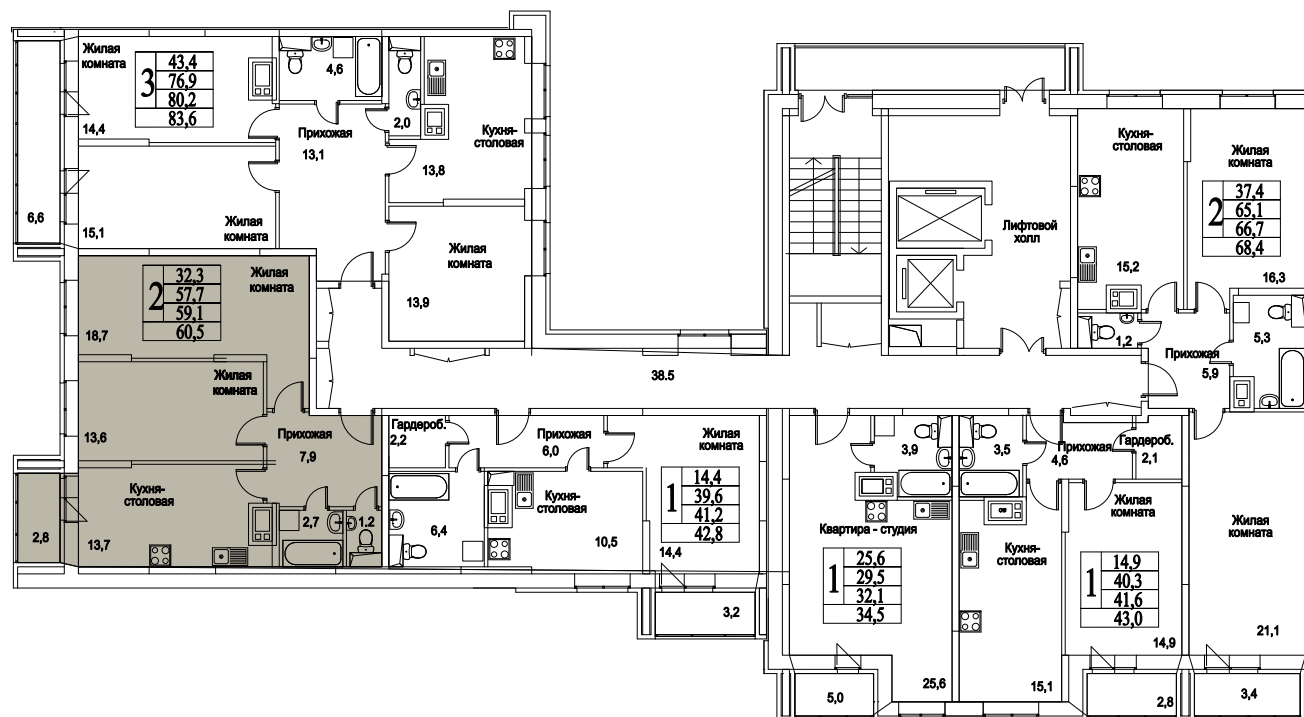 Жилая
комната
3
43,4
76,9
80,2
83,6
14,4
4,6
2,0
Прихожая
13,1
Кухня-
столовая
13,8
6,6
15,1
Жилая
комната
Жилая
комната
13,9
2
32,3
57,7
59,1
60,5
Жилая
комната
18,7
Жилая
комната
13,6
Прихожая
7,9
Кухня-
столовая
2,8
13,7
2,7
1.2
38.5
Гардероб.
2,2
Прихожая
6,0
Жилая
комната
6,4
Кухня-
столовая
10,5
1
14,4
39,6
41,2
42,8
14,4
3,2
Лифтовой
холл
Кухня-
столовая
15,2
Жилая
комната
2
37,4
65,1
66,7
68,4
16,3
1,2
Прихожая
5,9
5,3
3,9
Квартира - студия
1
25,6
29,5
32,1
34,5
25,6
5,0
3,5
Прихожая
4,6
Гардероб.
2,1
Кухня-
столовая
15,1
Жилая
комната
1
14,9
40,3
41,6
43,0
14,9
2,8
Жилая
комната
21,1
3,4